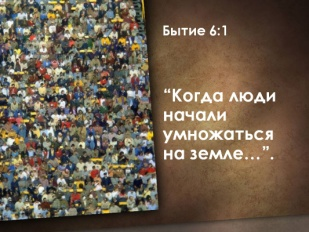 Бытие 6:1
“Когда люди
начали
умножаться
на земле…”.